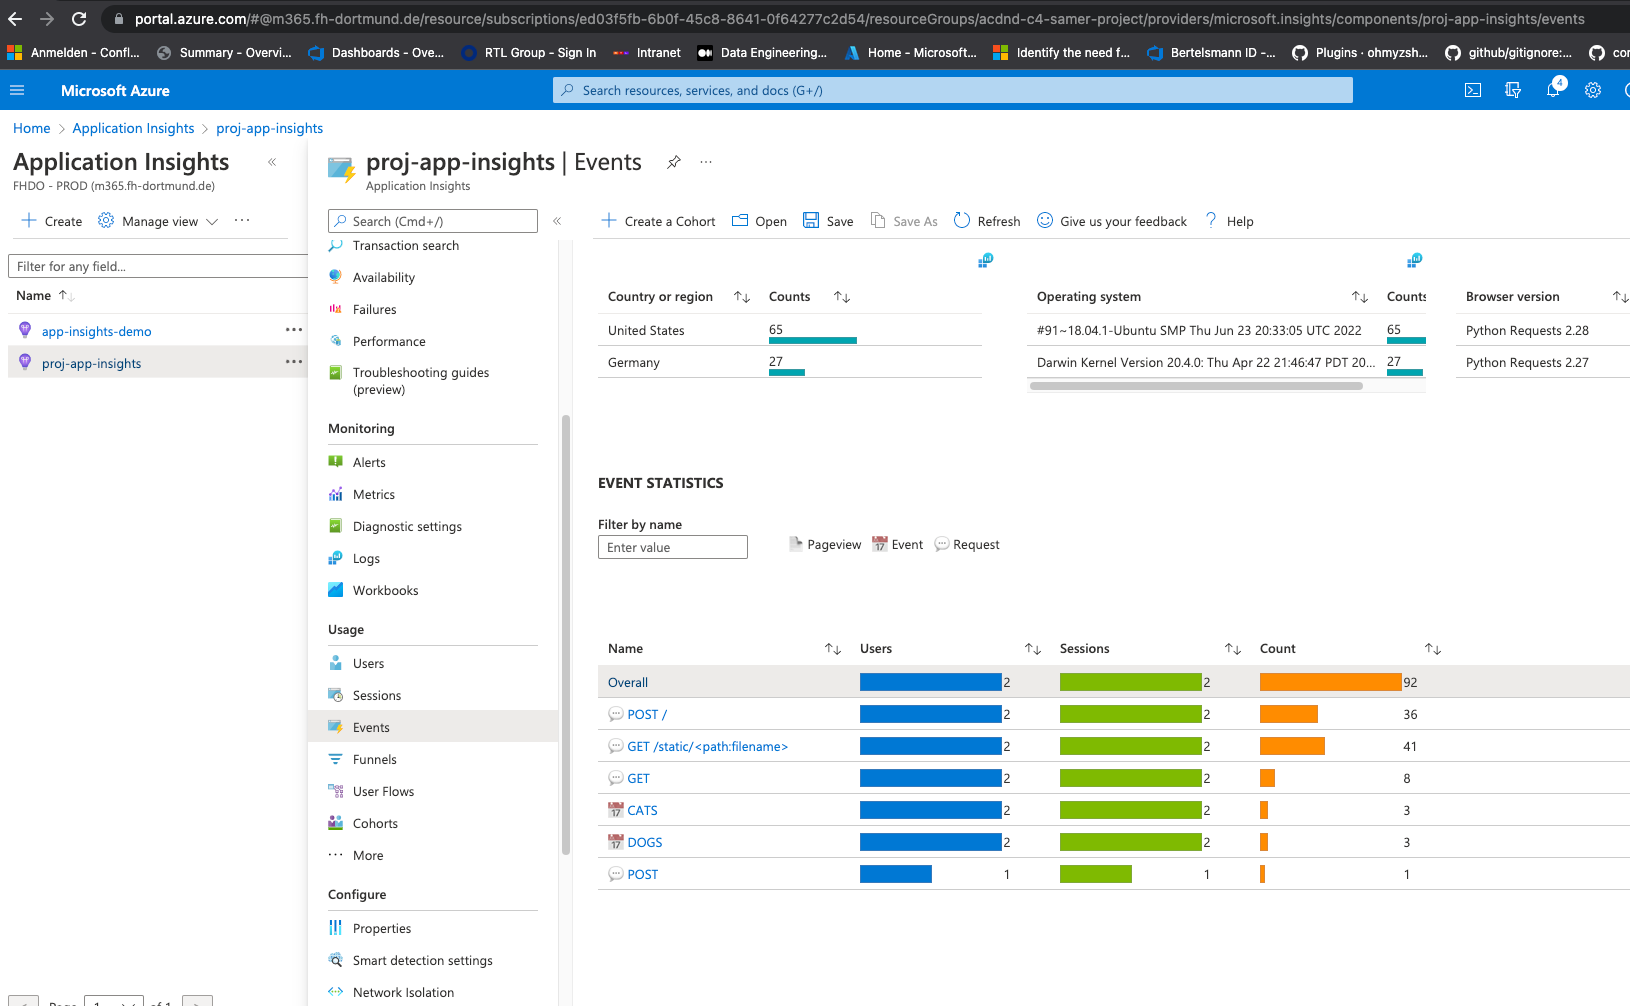 portal.azure.com/#@m365.fh-dortmund.de/resource/subscriptions/ed03f5fb-6b0f-45c8-8641-0f64277c2d54/resourceGroups/acdnd-c4-samer-project/providers/microsoft.insights/components/proj-app-insights/events
Anmelden - Confl... Summary - Overvi... Dashboards - Ove... RTL Group - Sign In Intranet Data Engineering... Home - Microsoft... Identify the need f... Bertelsmann ID -... Plugins · ohmyzsh... github/gitignore:...
Microsoft Azure
Search resources, services, and docs (G+/)
4
Home > Application Insights > proj-app-insights
Application Insights
FHDO - PROD (m365.fh-dortmund.de)
Create Manage view ...
Filter for any field...
Name
app-insights-demo
proj-app-insights
Page 1 of 1
proj-app-insights | Events
Application Insights
Search (Cmd+/)
Transaction search
Availability
Failures
Performance
Troubleshooting guides
(preview)
Monitoring
Alerts
Metrics
Diagnostic settings
Logs
Workbooks
Usage
Users
Sessions
Events
Funnels
User Flows
Cohorts
More
Configure
Properties
Smart detection settings
Network Isolation
Create a Cohort Open Save Save As Refresh Give us your feedback Help
Country or region Counts
United States 65
Germany 27
Operating system Counts
#91~18.04.1-Ubuntu SMP Thu Jun 23 20:33:05 UTC 2022 65
Darwin Kernel Version 20.4.0: Thu Apr 22 21:46:47 PDT 20... 27
Browser version
Python Requests 2.28
Python Requests 2.27
EVENT STATISTICS
Filter by name
Enter value
Pageview Event Request
Name Users Sessions Count
Overall 2 2 92
POST / 2 2 36
GET /static/<path:filename> 2 2 41
GET 2 2 8
CATS 2 2 3
DOGS 2 2 3
POST 1 1 1